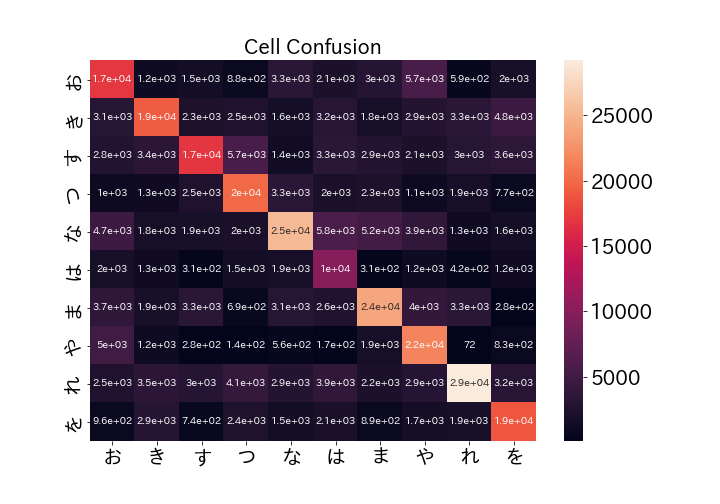 Cell Confusion
お 1.7e+04 1.2e+03 1.5e+03 8.8e+02 3.3e+03 2.1e+03 3e+03 5.7e+03 5.9e+02 2e+03
き 3.1e+03 1.9e+04 2.3e+03 2.5e+03 1.6e+03 3.2e+03 1.8e+03 2.9e+03 3.3e+03 4.8e+03
す 2.8e+03 3.4e+03 1.7e+04 5.7e+03 1.4e+03 3.3e+03 2.9e+03 2.1e+03 3e+03 3.6e+03
つ 1e+03 1.3e+03 2.5e+03 2e+04 3.3e+03 2e+03 2.3e+03 1.1e+03 1.9e+03 7.7e+02
な 4.7e+03 1.8e+03 1.9e+03 2e+03 2.5e+04 5.8e+03 5.2e+03 3.9e+03 1.3e+03 1.6e+03
は 2e+03 1.3e+03 3.1e+02 1.5e+03 1.9e+03 1e+04 3.1e+02 1.2e+03 4.2e+02 1.2e+03
ま 3.7e+03 1.9e+03 3.3e+03 6.9e+02 3.1e+03 2.6e+03 2.4e+04 4e+03 3.3e+03 2.8e+02
や 5e+03 1.2e+03 2.8e+02 1.4e+02 5.6e+02 1.7e+02 1.9e+03 2.2e+04 72 8.3e+02
れ 2.5e+03 3.5e+03 3e+03 4.1e+03 2.9e+03 3.9e+03 2.2e+03 2.9e+03 2.9e+04 3.2e+03
を 9.6e+02 2.9e+03 7.4e+02 2.4e+03 1.5e+03 2.1e+03 8.9e+02 1.7e+03 1.9e+03 1.9e+04
お き す つ な は ま や れ を
25000
20000
15000
10000
5000